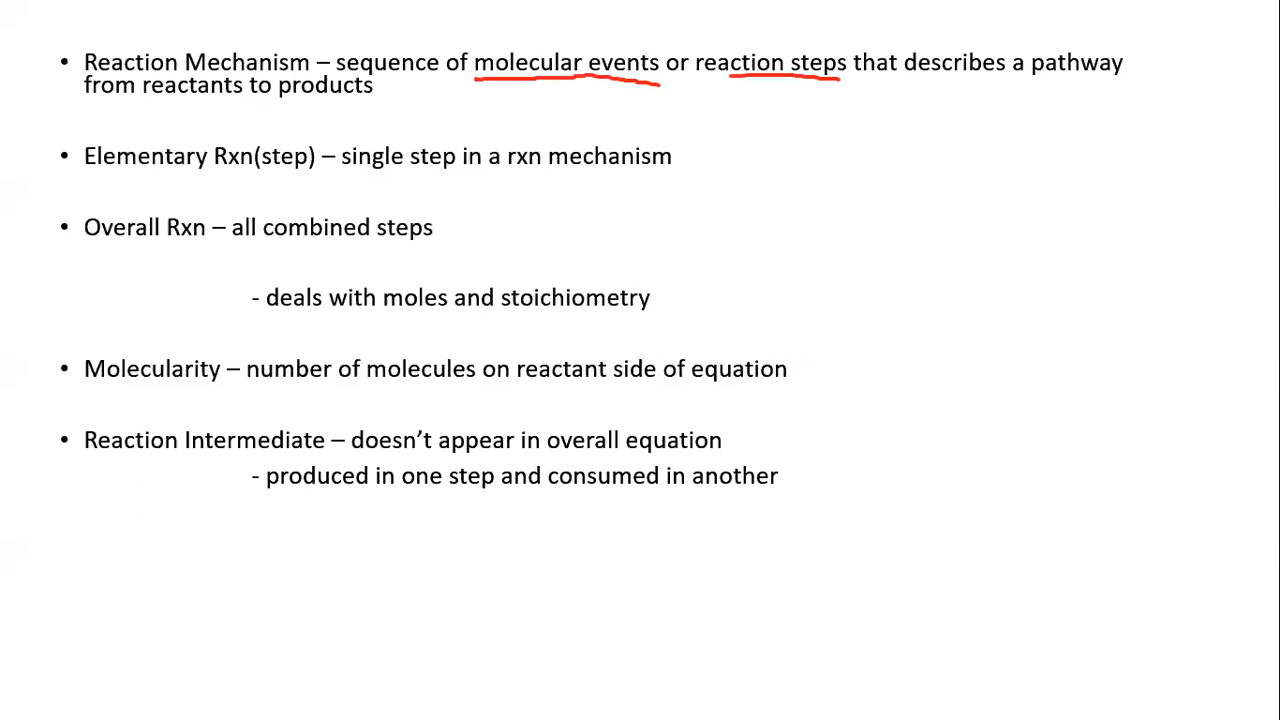 • Reaction Mechanism – sequence of molecular events or reaction steps that describes a pathway
from reactants to products
• Elementary Rxn(step) – single step in a rxn mechanism
• Overall Rxn – all combined steps
- deals with moles and stoichiometry
• Molecularity – number of molecules on reactant side of equation
• Reaction Intermediate – doesn’t appear in overall equation
- produced in one step and consumed in another